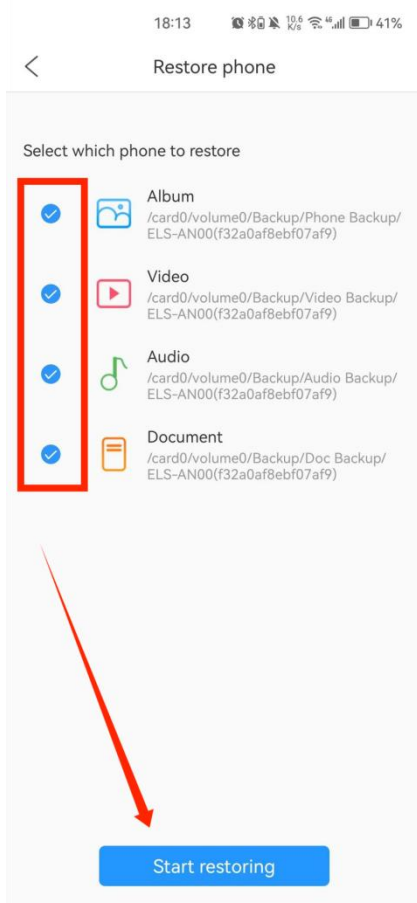 18:13 10.6 K/s 46 41%
Restore phone
Select which phone to restore
Album
/card0/volume0/Backup/Phone Backup/
ELS-AN00(f32a0af8ebf07af9)
Video
/card0/volume0/Backup/Video Backup/
ELS-AN00(f32a0af8ebf07af9)
Audio
/card0/volume0/Backup/Audio Backup/
ELS-AN00(f32a0af8ebf07af9)
Document
/card0/volume0/Backup/Doc Backup/
ELS-AN00(f32a0af8ebf07af9)
Start restoring